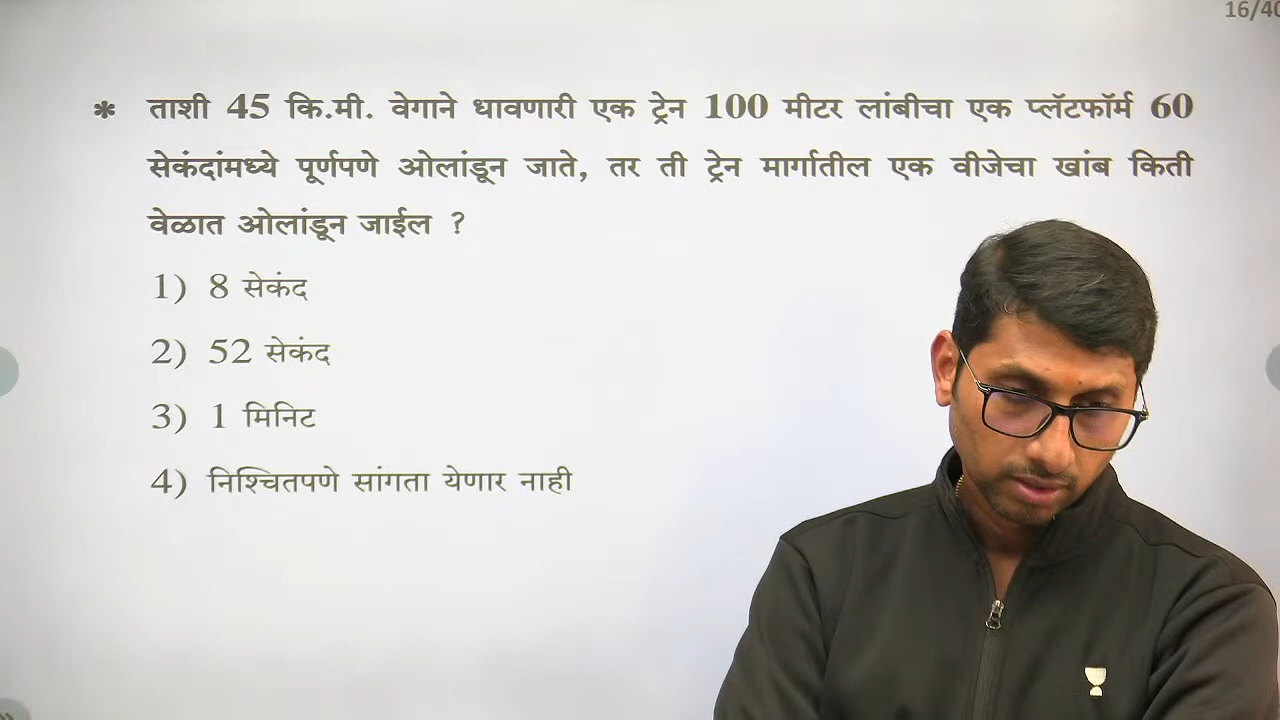 16/40
* ताशी 45 कि.मी. वेगाने धावणारी एक ट्रेन 100 मीटर लांबीचा एक प्लॅटफॉर्म 60
सेकंदांमध्ये पूर्णपणे ओलांडून जाते, तर ती ट्रेन मार्गातील एक वीजेचा खांब किती
वेळात ओलांडून जाईल ?
1) 8 सेकंद
2) 52 सेकंद
3) 1 मिनिट
4) निश्चितपणे सांगता येणार नाही